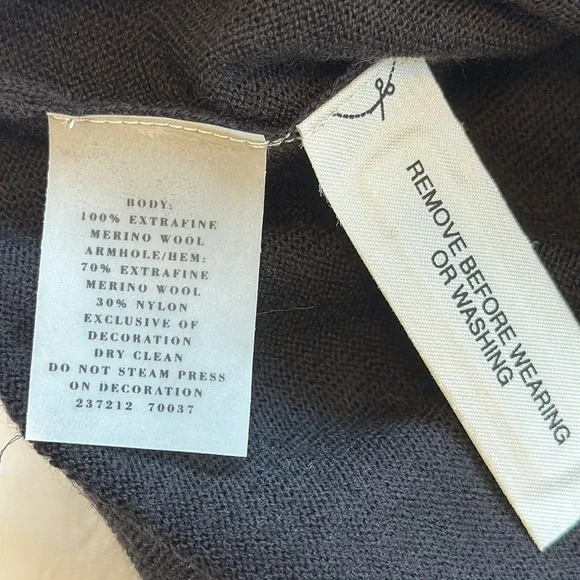 BODY:
100% EXTRAFINE
MERINO WOOL
ARMHOLE/HEM:
70% EXTRAFINE
MERINO WOOL
30% NYLON
EXCLUSIVE OF
DECORATION
DRY CLEAN
DO NOT STEAM PRESS
ON DECORATION
237212 70037
REMOVE BEFORE WEARING
OR WASHING